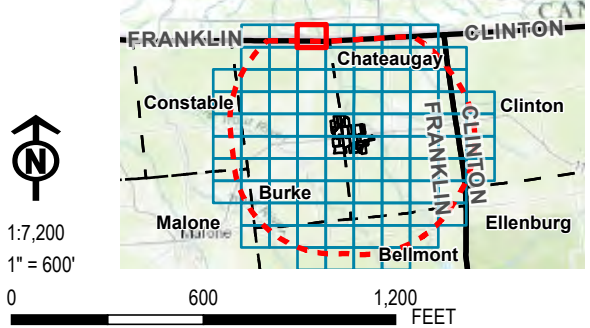 CAN
FRANKLIN
CLINTON
Chateaugay
Constable
Clinton
FRANKLIN
CLINTON
Burke
Malone
Malone
Ellenburg
Bellmont
N
1:7,200
1" = 600'
0 600 1,200
FEET